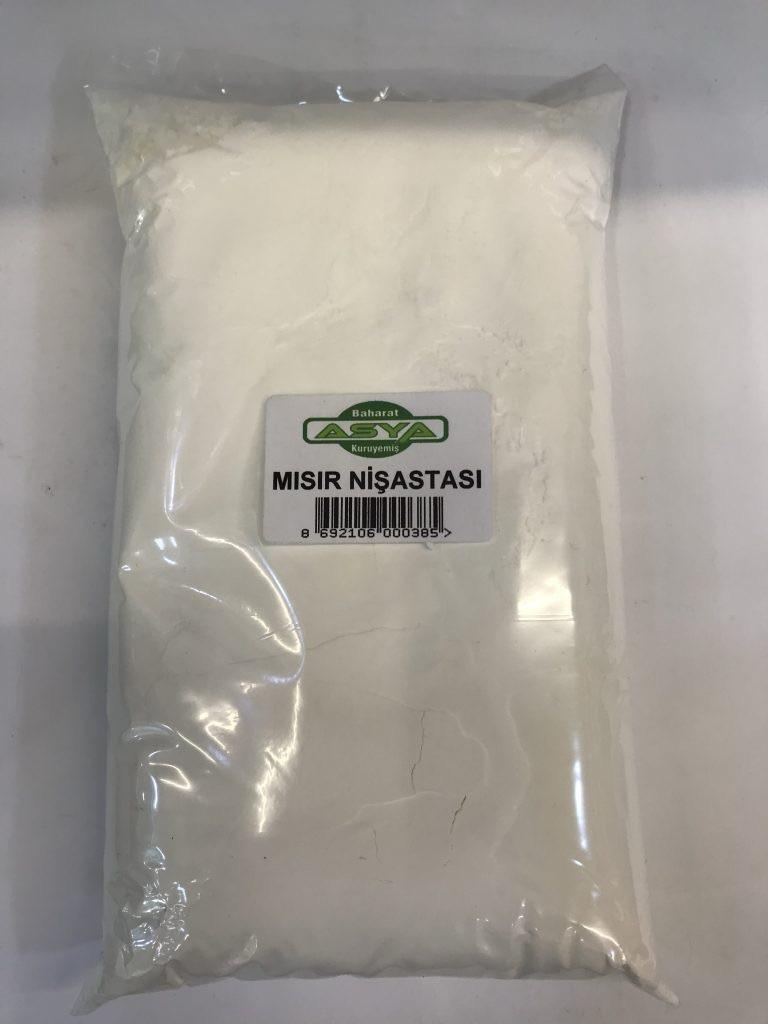 Baharat
ASYA
Kuruyemiş
MISIR NİŞASTASI
8 692106 000385 >